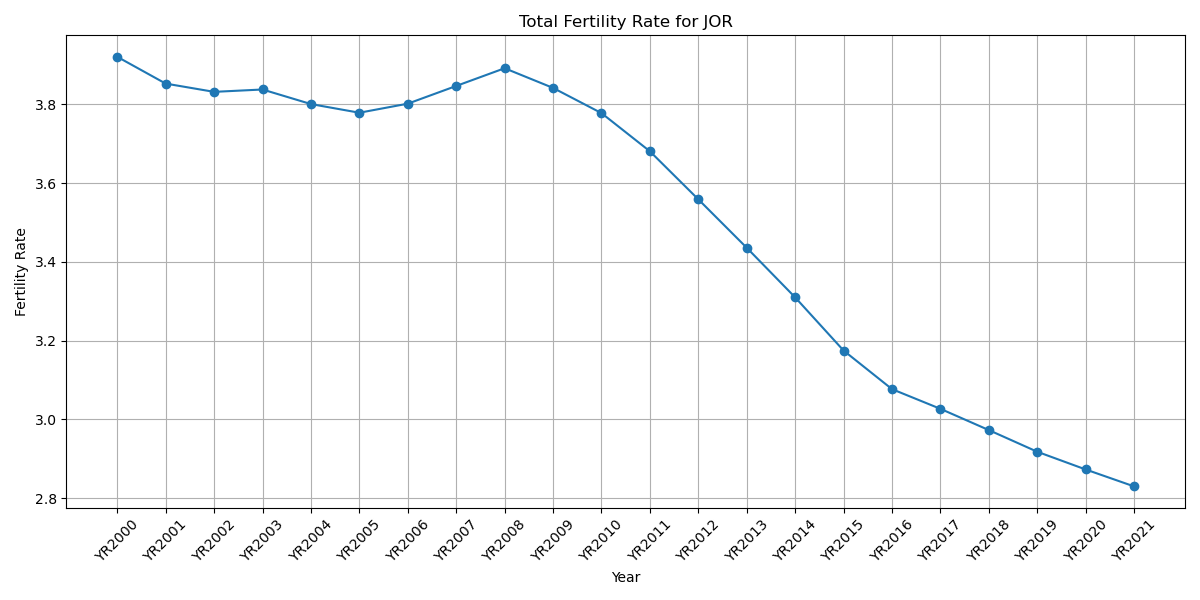 Total Fertility Rate for JOR
Fertility Rate
3.8
3.6
3.4
3.2
3.0
2.8
YR2000
YR2001
YR2002
YR2003
YR2004
YR2005
YR2006
YR2007
YR2008
YR2009
YR2010
YR2011
YR2012
YR2013
YR2014
YR2015
YR2016
YR2017
YR2018
YR2019
YR2020
YR2021
Year